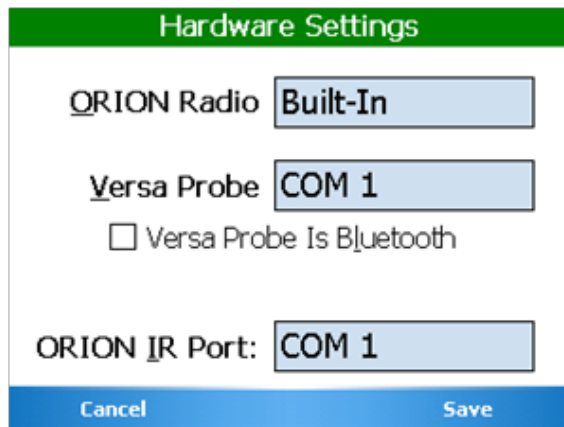 Hardware Settings
ORION Radio Built-In
Versa Probe COM 1
Versa Probe Is Bluetooth
ORION IR Port: COM 1
Cancel Save